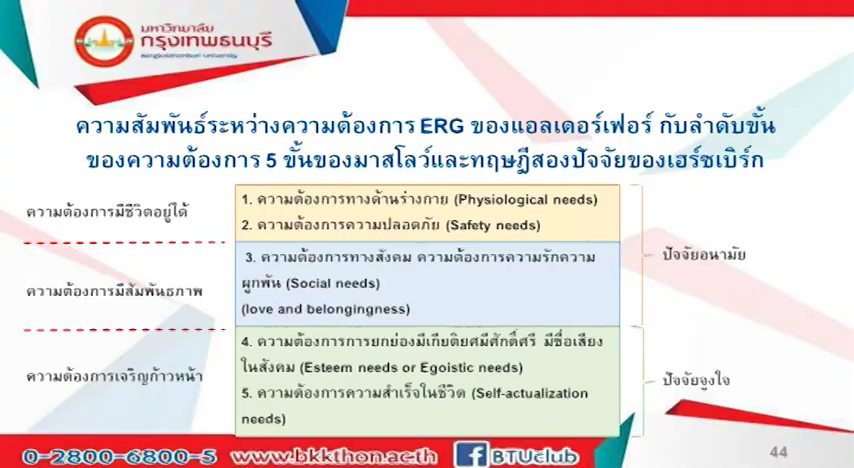 มหาวิทยาลัย
กรุงเทพธนบุรี
Bangkokthonburi University
ความสัมพันธ์ระหว่างความต้องการ ERG ของแอลเดอร์เฟอร์ กับลำดับขั้น
ของความต้องการ 5 ขั้นของมาสโลว์และทฤษฎีสองปัจจัยของเฮร์ซเบิร์ก
ความต้องการมีชีวิตอยู่ได้
1. ความต้องการทางด้านร่างกาย (Physiological needs)
2. ความต้องการความปลอดภัย (Safety needs)
ความต้องการมีสัมพันธภาพ
3. ความต้องการทางสังคม ความต้องการความรักความ
ผูกพัน (Social needs)
(love and belongingness)
ปัจจัยอนามัย
ความต้องการเจริญก้าวหน้า
4. ความต้องการการยกย่องมีเกียติยศมีศักดิ์ศรี มีชื่อเสียง
ในสังคม (Esteem needs or Egoistic needs)
5. ความต้องการความสำเร็จในชีวิต (Self-actualization
needs)
ปัจจัยจูงใจ
0-2800-6800-5 www.bkkthon.ac.th f BTUclub
44